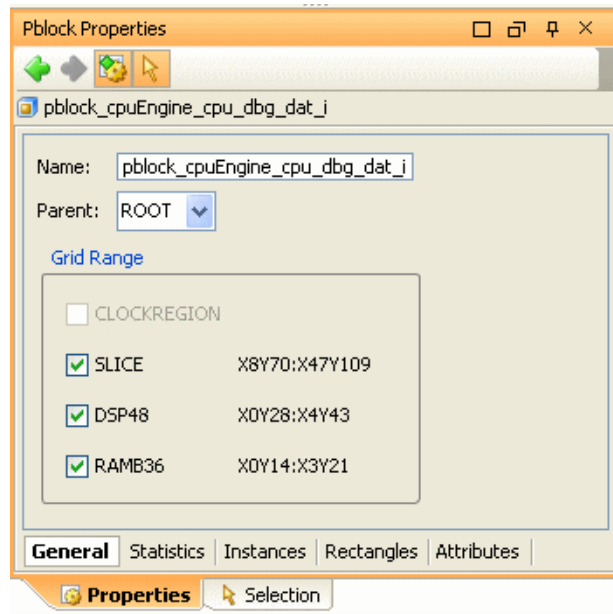 Pblock Properties
pblock_cpuEngine_cpu_dbg_dat_i
Name: pblock_cpuEngine_cpu_dbg_dat_i
Parent: ROOT
Grid Range
CLOCKREGION
SLICE X8Y70:X47Y109
DSP48 X0Y28:X4Y43
RAMB36 X0Y14:X3Y21
General Statistics Instances Rectangles Attributes
Properties Selection